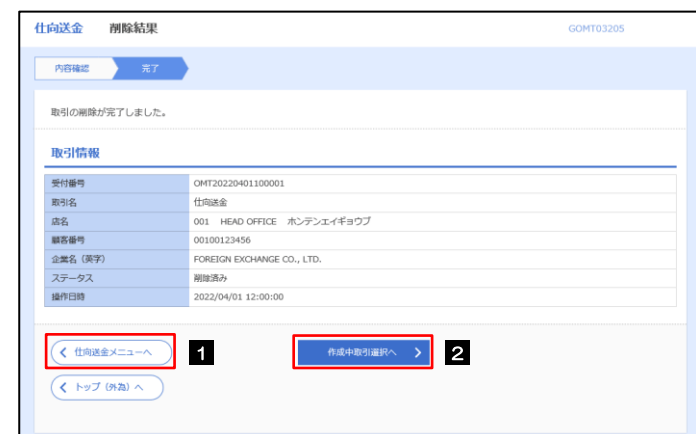 仕向送金 削除結果 GOMT03205
内容確認 完了
取引の削除が完了しました。
取引情報
受付番号 OMT20220401100001
取引名 仕向送金
店名 001 HEAD OFFICE ホンテンエイギョウブ
顧客番号 00100123456
企業名（英字） FOREIGN EXCHANGE CO., LTD.
ステータス 削除済み
操作日時 2022/04/01 12:00:00
仕向送金メニューへ 1 作成中取引選択へ 2
トップ（外為）へ